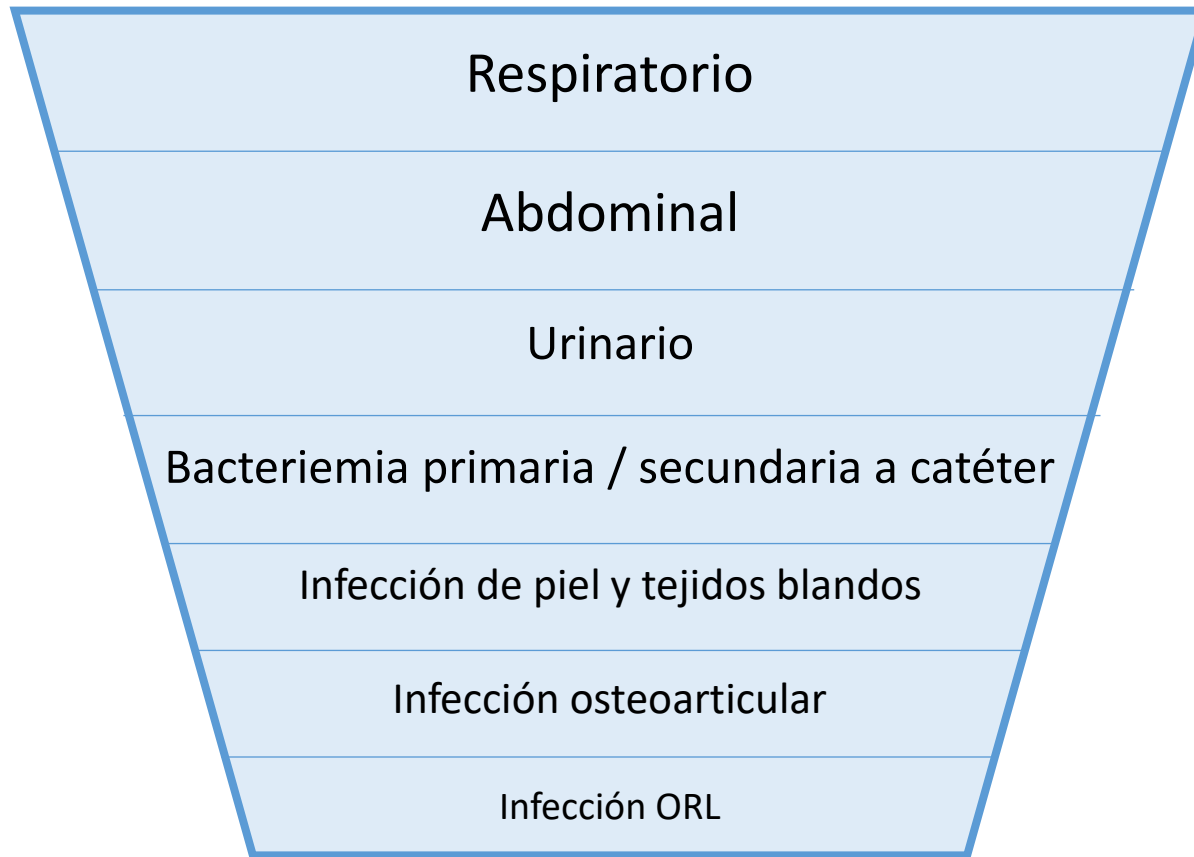 Respiratorio
Abdominal
Urinario
Bacteriemia primaria / secundaria a catéter
Infección de piel y tejidos blandos
Infección osteoarticular
Infección ORL